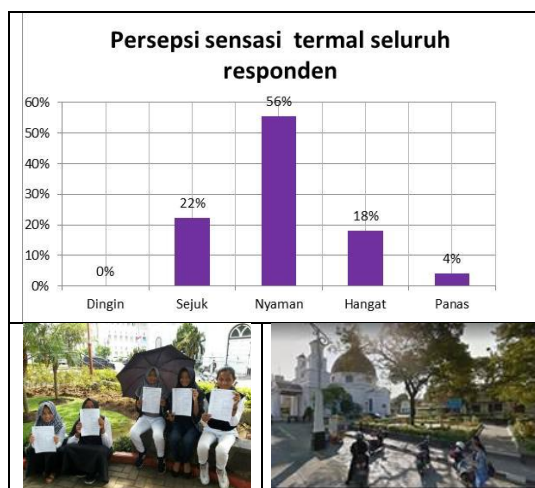 Persepsi sensasi termal seluruh
responden
60%
50%
40%
30%
20%
10%
0%
0%
22%
56%
18%
4%
Dingin
Sejuk
Nyaman
Hangat
Panas